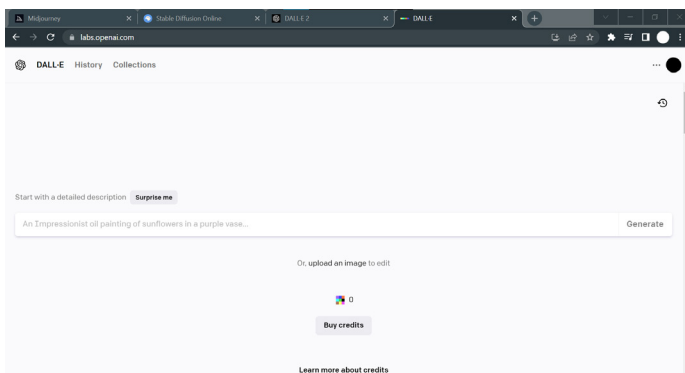 Midjourney Stable Diffusion Online DALL·E 2 DALL·E
labs.openai.com
DALL·E History Collections
Start with a detailed description Surprise me
An Impressionist oil painting of sunflowers in a purple vase... Generate
Or, upload an image to edit
0
Buy credits
Learn more about credits